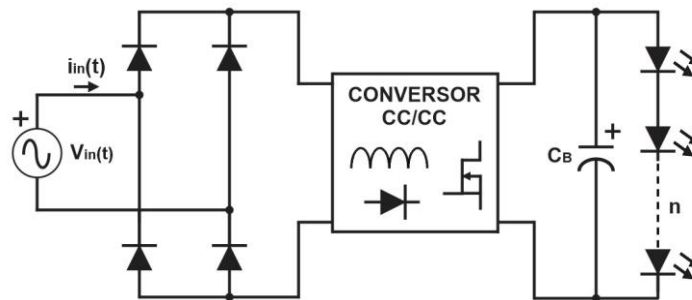 iin(t)
+
Vin(t)
CONVERSOR
CC/CC
+
CB
n